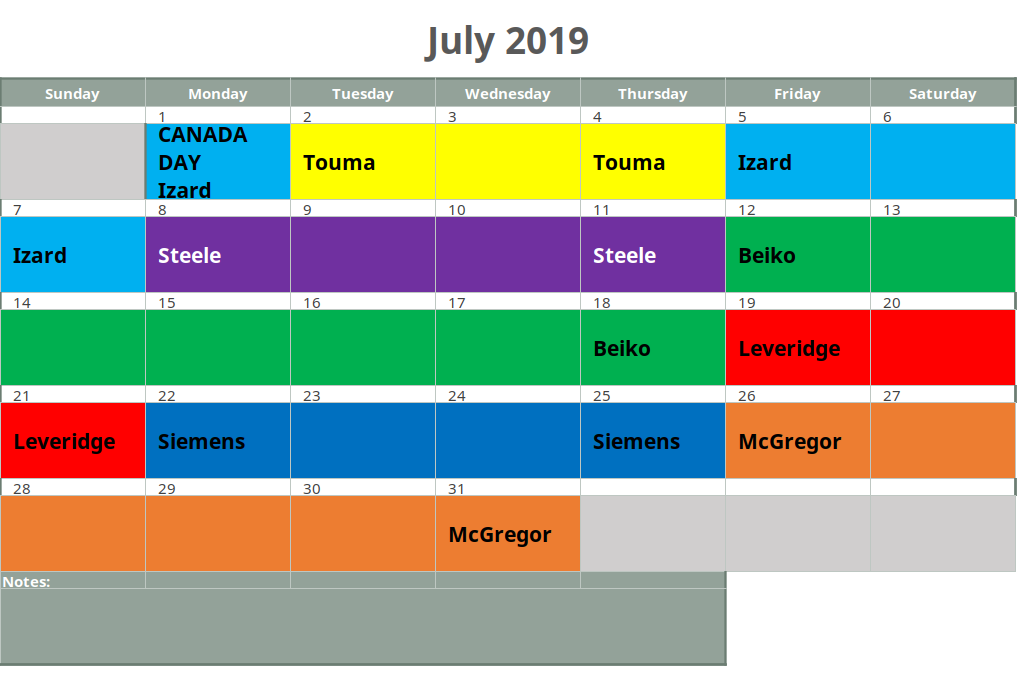 July 2019
Sunday Monday Tuesday Wednesday Thursday Friday Saturday
1 2 3 4 5 6
CANADA
DAY
Izard
Touma Touma Izard
7 8 9 10 11 12 13
Izard Steele Steele Beiko
14 15 16 17 18 19 20
Beiko Leveridge
21 22 23 24 25 26 27
Leveridge Siemens Siemens McGregor
28 29 30 31
McGregor
Notes: